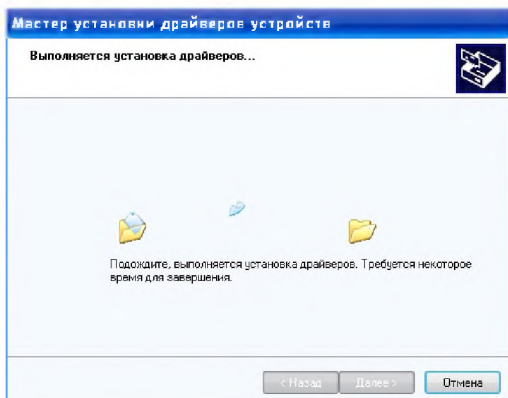 Мастер установки драйверов устройств
Выполняется установка драйверов...
Подождите, выполняется установка драйверов. Требуется некоторое
время для завершения.
< Назад Далее > Отмена